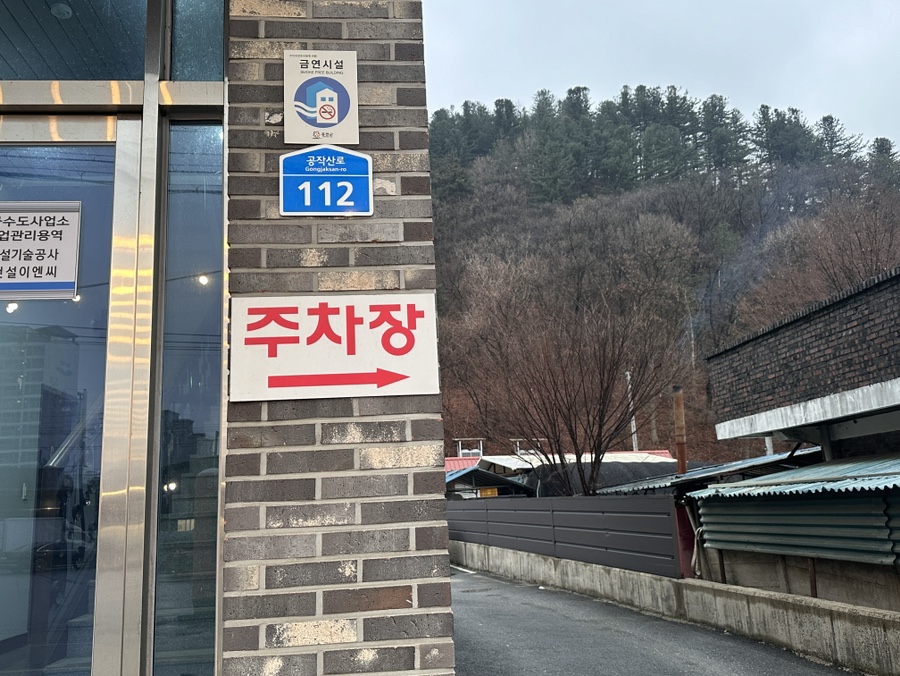 금연시설
SMOKE FREE BUILDING
공작산로
Gongjaksan-ro
112
주차장
수도사업소
업관리용역
설기술공사
설이엔씨